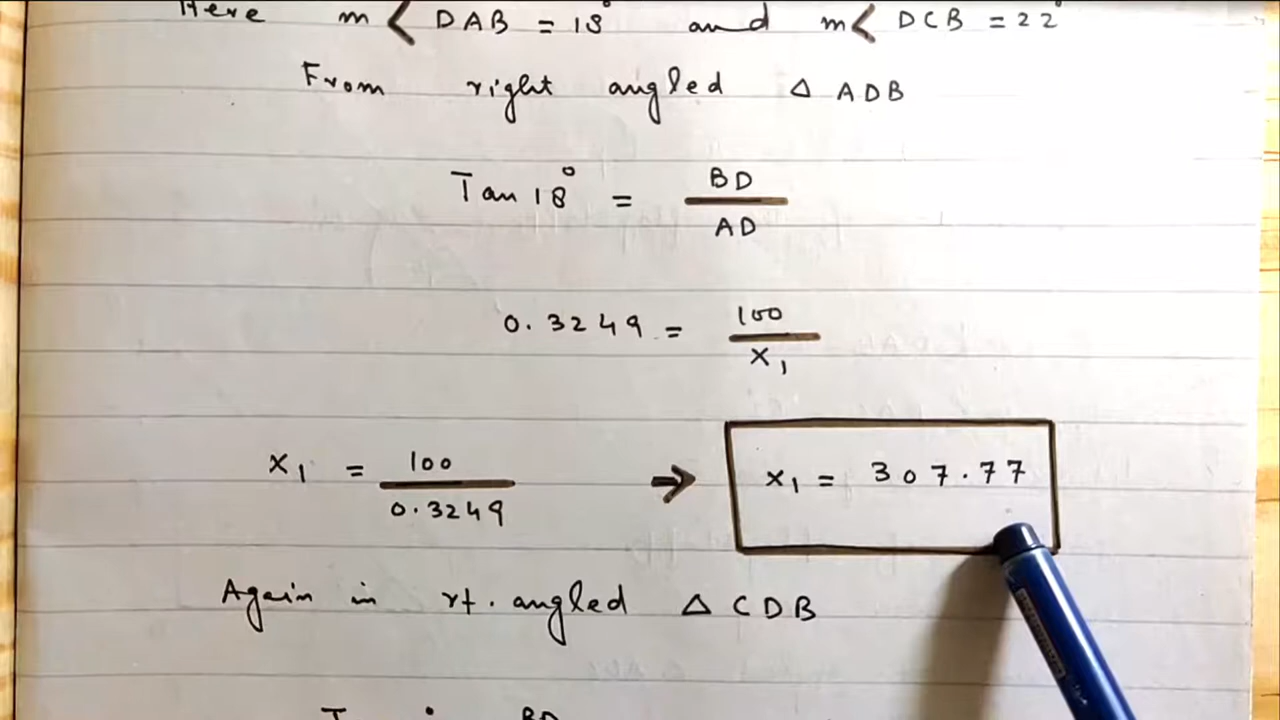 Here m< DAB = 18° and m< DCB = 22°
From right angled △ ADB
Tan 18° = BD / AD
0.3249 = 100 / x₁
x₁ = 100 / 0.3249 → x₁ = 307.77
Again in rt. angled △ CDB
BD